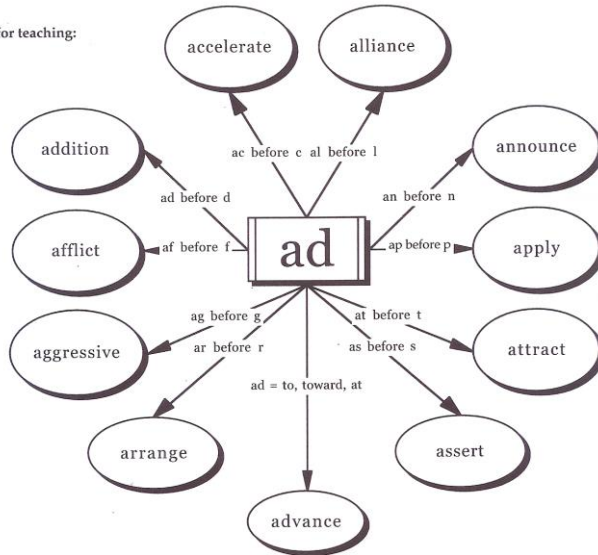 for teaching:
accelerate
alliance
addition
announce
ac before c
al before l
ad before d
an before n
afflict
af before f
ad
ap before p
apply
ag before g
at before t
aggressive
ar before r
as before s
attract
ad = to, toward, at
arrange
assert
advance